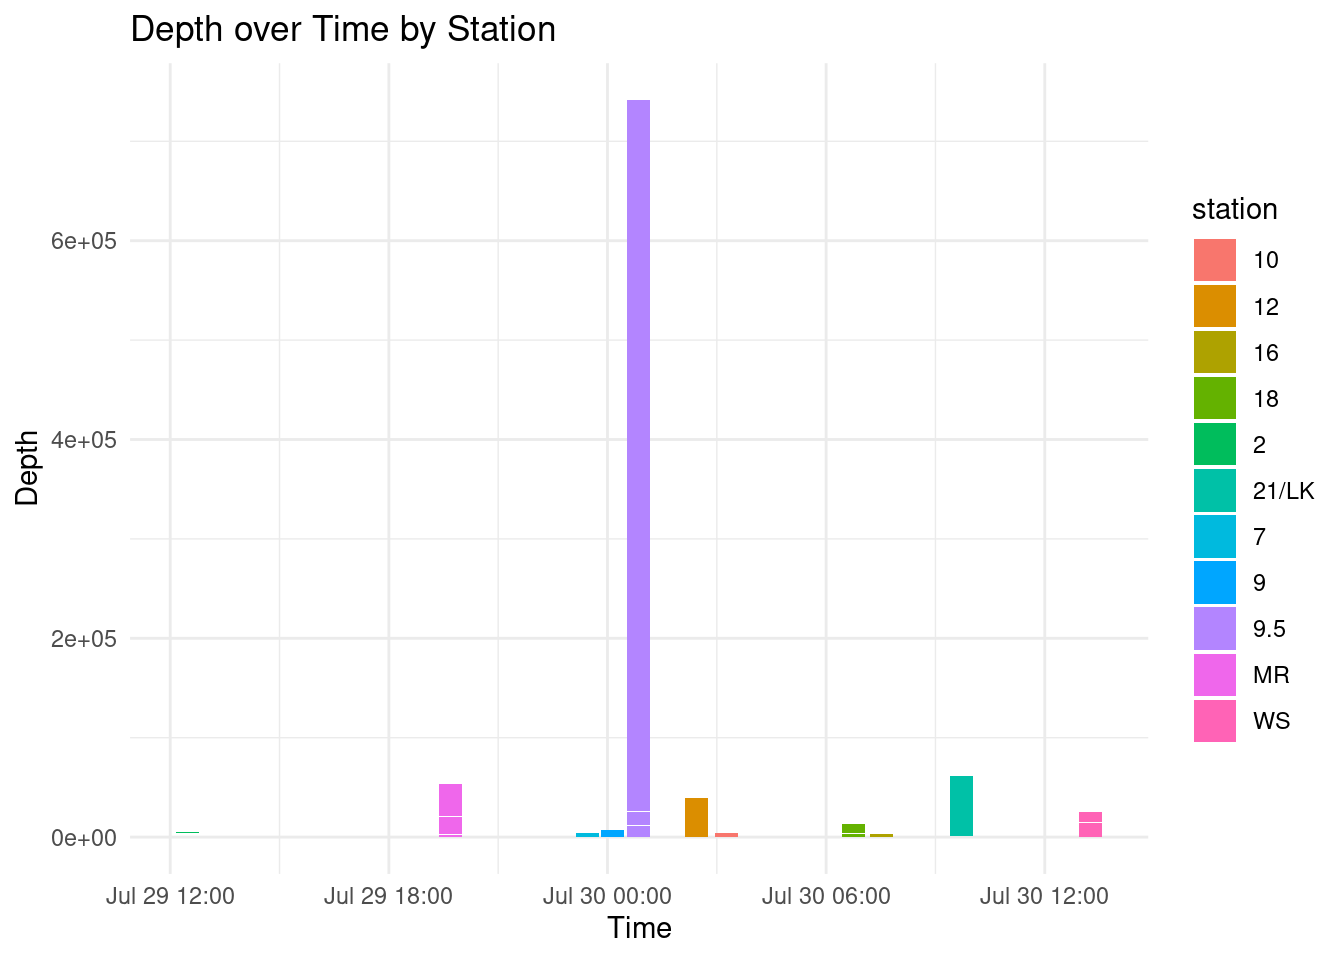 Depth over Time by Station
6e+05
4e+05
2e+05
0e+00
Depth
Jul 29 12:00 Jul 29 18:00 Jul 30 00:00 Jul 30 06:00 Jul 30 12:00
Time
station
10
12
16
18
2
21/LK
7
9
9.5
MR
WS